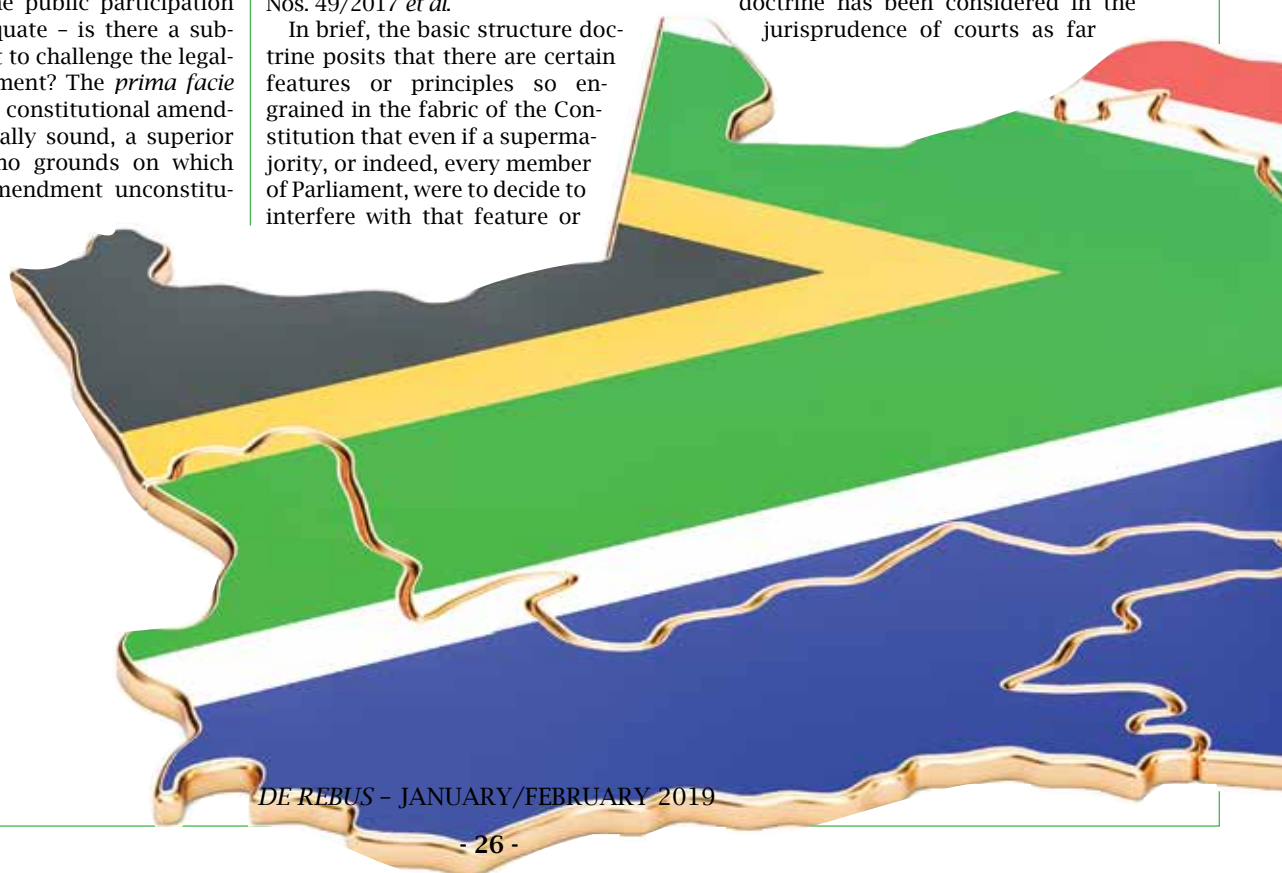 ne public participation
quate – is there a sub-
t to challenge the legal-
ment? The prima facie
constitutional amend-
ally sound, a superior
no grounds on which
mendment unconstitu-
Nos. 49/2017 et al.
In brief, the basic structure doc-
trine posits that there are certain
features or principles so en-
grained in the fabric of the Con-
stitution that even if a superma-
jority, or indeed, every member
of Parliament, were to decide to
interfere with that feature or
doctrine has been considered in the
jurisprudence of courts as far
DE REBUS – JANUARY/FEBRUARY 2019
- 26 -